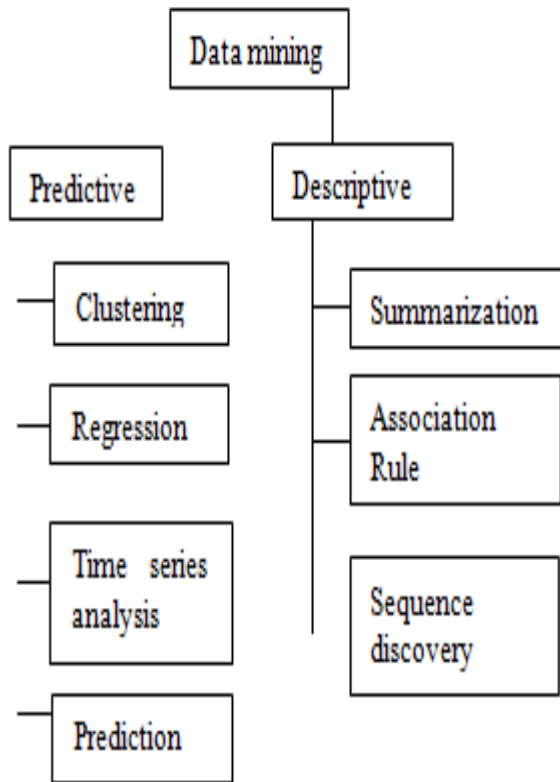 Data mining
Predictive
Descriptive
Clustering
Summarization
Regression
Association
Rule
Time series
analysis
Sequence
discovery
Prediction